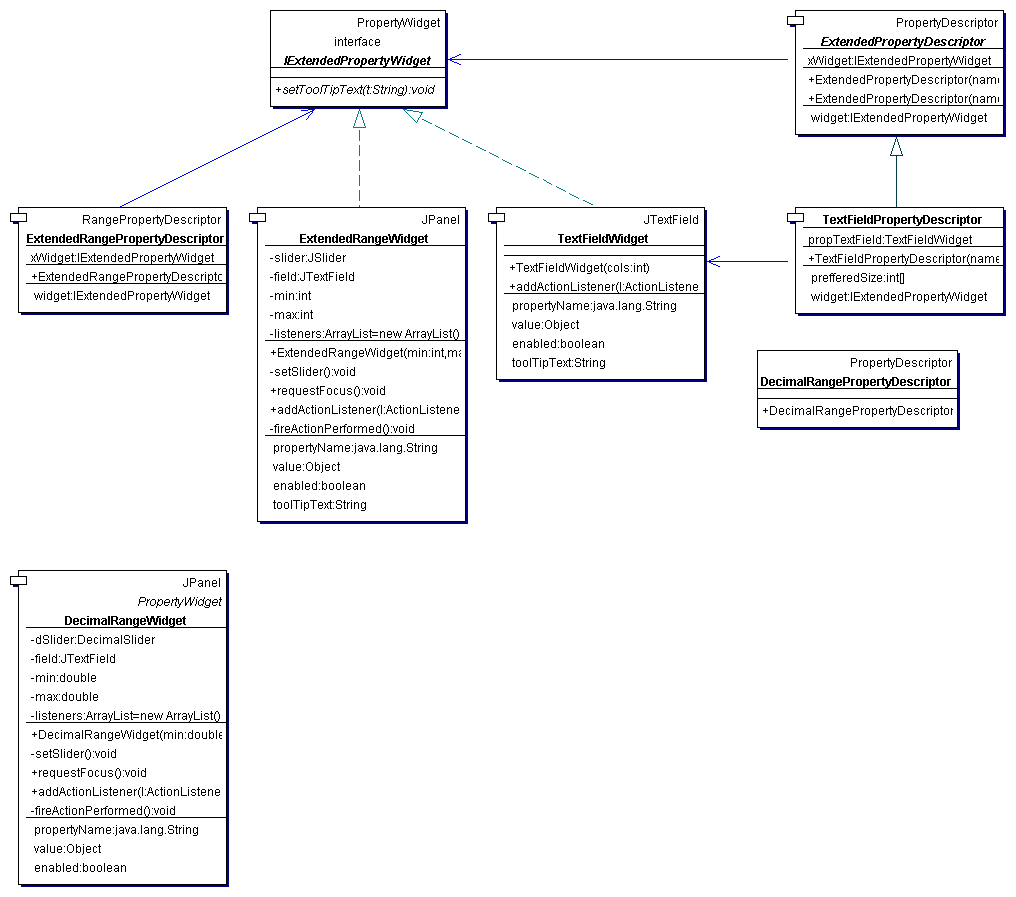 PropertyWidget
interface
IExtendedPropertyWidget
+setToolTipText(t:String):void
PropertyDescriptor
ExtendedPropertyDescriptor
xWidget:IExtendedPropertyWidget
+ExtendedPropertyDescriptor(name
+ExtendedPropertyDescriptor(name
widget:IExtendedPropertyWidget
RangePropertyDescriptor
ExtendedRangePropertyDescriptor
xWidget:IExtendedPropertyWidget
+ExtendedRangePropertyDescripto
widget:IExtendedPropertyWidget
JPanel
ExtendedRangeWidget
-slider:JSlider
-field:JTextField
-min:int
-max:int
-listeners:ArrayList=new ArrayList()
+ExtendedRangeWidget(min:int,ma
-setSlider():void
+requestFocus():void
+addActionListener(l:ActionListene
-fireActionPerformed():void
propertyName:java.lang.String
value:Object
enabled:boolean
toolTipText:String
JTextField
TextFieldWidget
+TextFieldWidget(cols:int)
+addActionListener(l:ActionListene
propertyName:java.lang.String
value:Object
enabled:boolean
toolTipText:String
TextFieldPropertyDescriptor
propTextField:TextFieldWidget
+TextFieldPropertyDescriptor(name
prefferedSize:int[]
widget:IExtendedPropertyWidget
PropertyDescriptor
DecimalRangePropertyDescriptor
+DecimalRangePropertyDescriptor
JPanel
PropertyWidget
DecimalRangeWidget
-dSlider:DecimalSlider
-field:JTextField
-min:double
-max:double
-listeners:ArrayList=new ArrayList()
+DecimalRangeWidget(min:double
-setSlider():void
+requestFocus():void
+addActionListener(l:ActionListene
-fireActionPerformed():void
propertyName:java.lang.String
value:Object
enabled:boolean